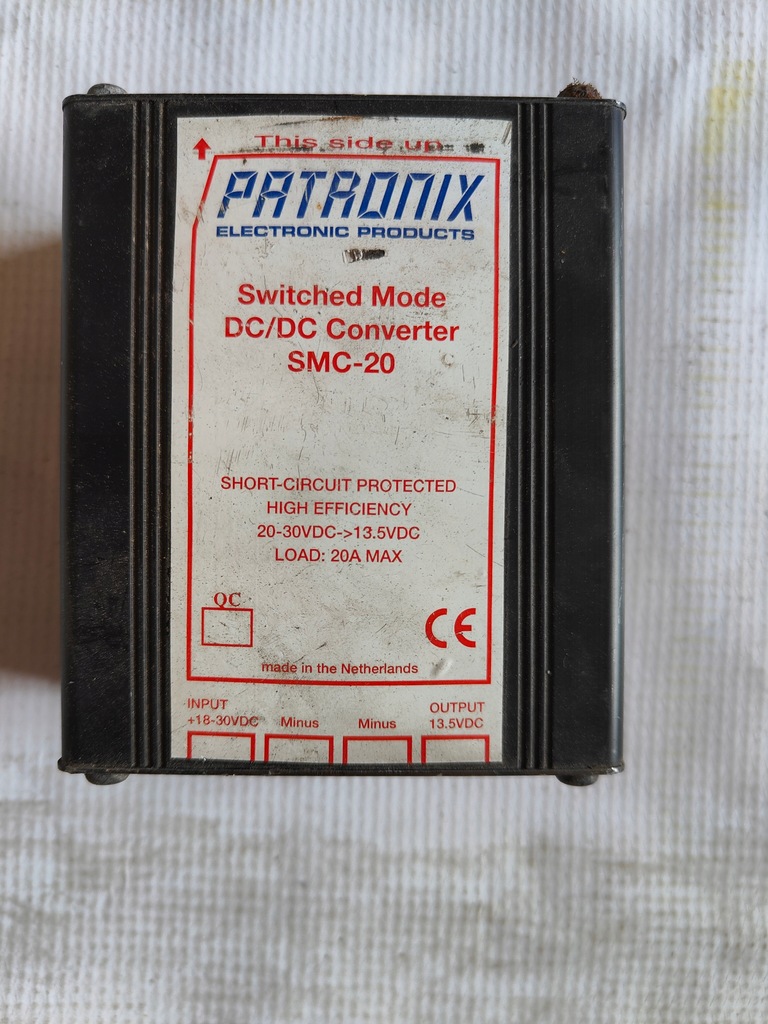 This side up
PATRONIX
ELECTRONIC PRODUCTS
Switched Mode
DC/DC Converter
SMC-20
SHORT-CIRCUIT PROTECTED
HIGH EFFICIENCY
20-30VDC->13.5VDC
LOAD: 20A MAX
QC
CE
made in the Netherlands
INPUT
+18-30VDC
Minus
Minus
OUTPUT
13.5VDC